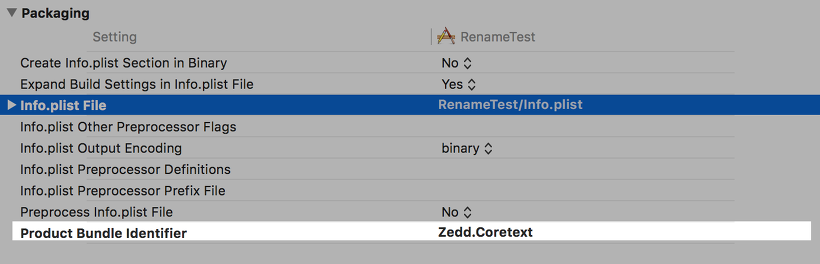 Packaging
Setting RenameTest
Create Info.plist Section in Binary No
Expand Build Settings in Info.plist File Yes
Info.plist File RenameTest/Info.plist
Info.plist Other Preprocessor Flags
Info.plist Output Encoding binary
Info.plist Preprocessor Definitions
Info.plist Preprocessor Prefix File
Preprocess Info.plist File No
Product Bundle Identifier Zedd.Coretext